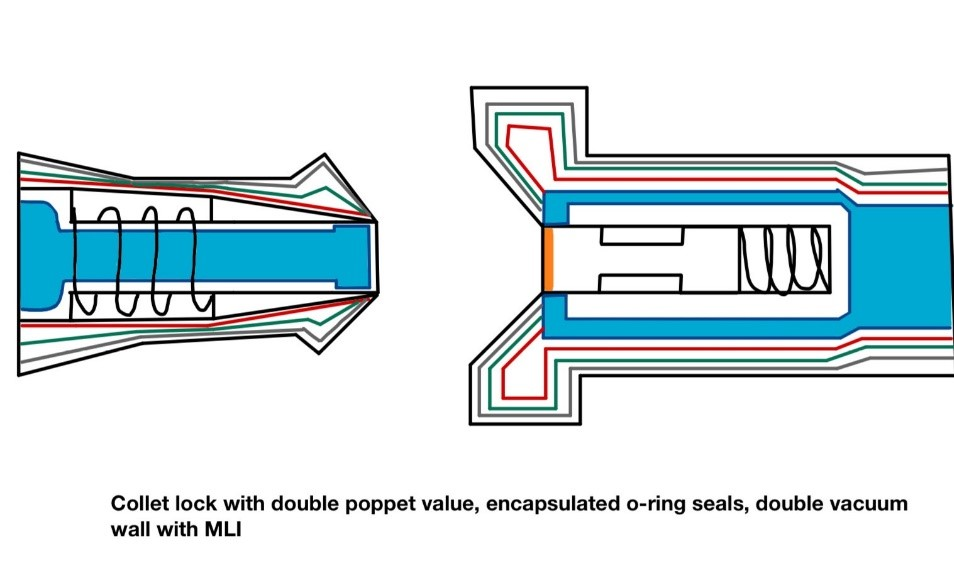 Collet lock with double poppet value, encapsulated o-ring seals, double vacuum
wall with MLI